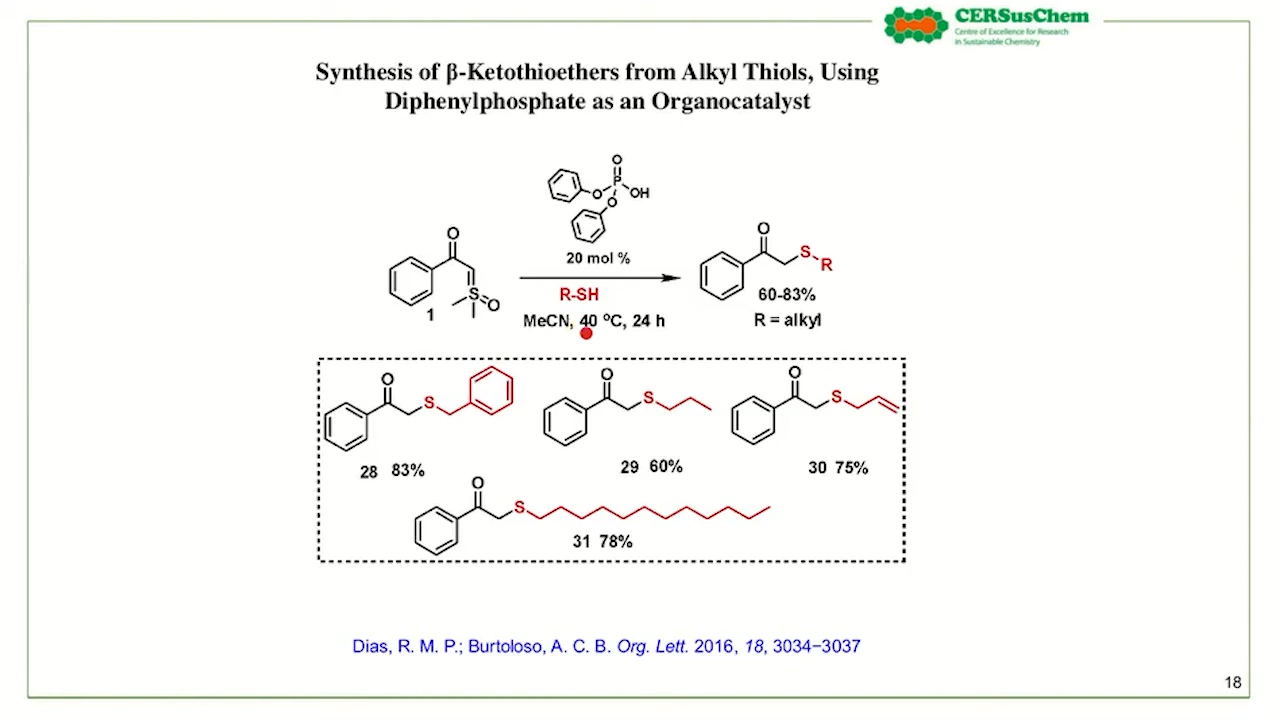 CERSusChem
Centre of Excellence for Research
in Sustainable Chemistry
Synthesis of β-Ketothioethers from Alkyl Thiols, Using
Diphenylphosphate as an Organocatalyst
O
O P OH
O
20 mol %
O
S O
1
R-SH
MeCN, 40 ºC, 24 h
O
S R
60-83%
R = alkyl
O
S
28 83%
O
S
29 60%
O
S
30 75%
O
S
31 78%
Dias, R. M. P.; Burtoloso, A. C. B. Org. Lett. 2016, 18, 3034−3037
18